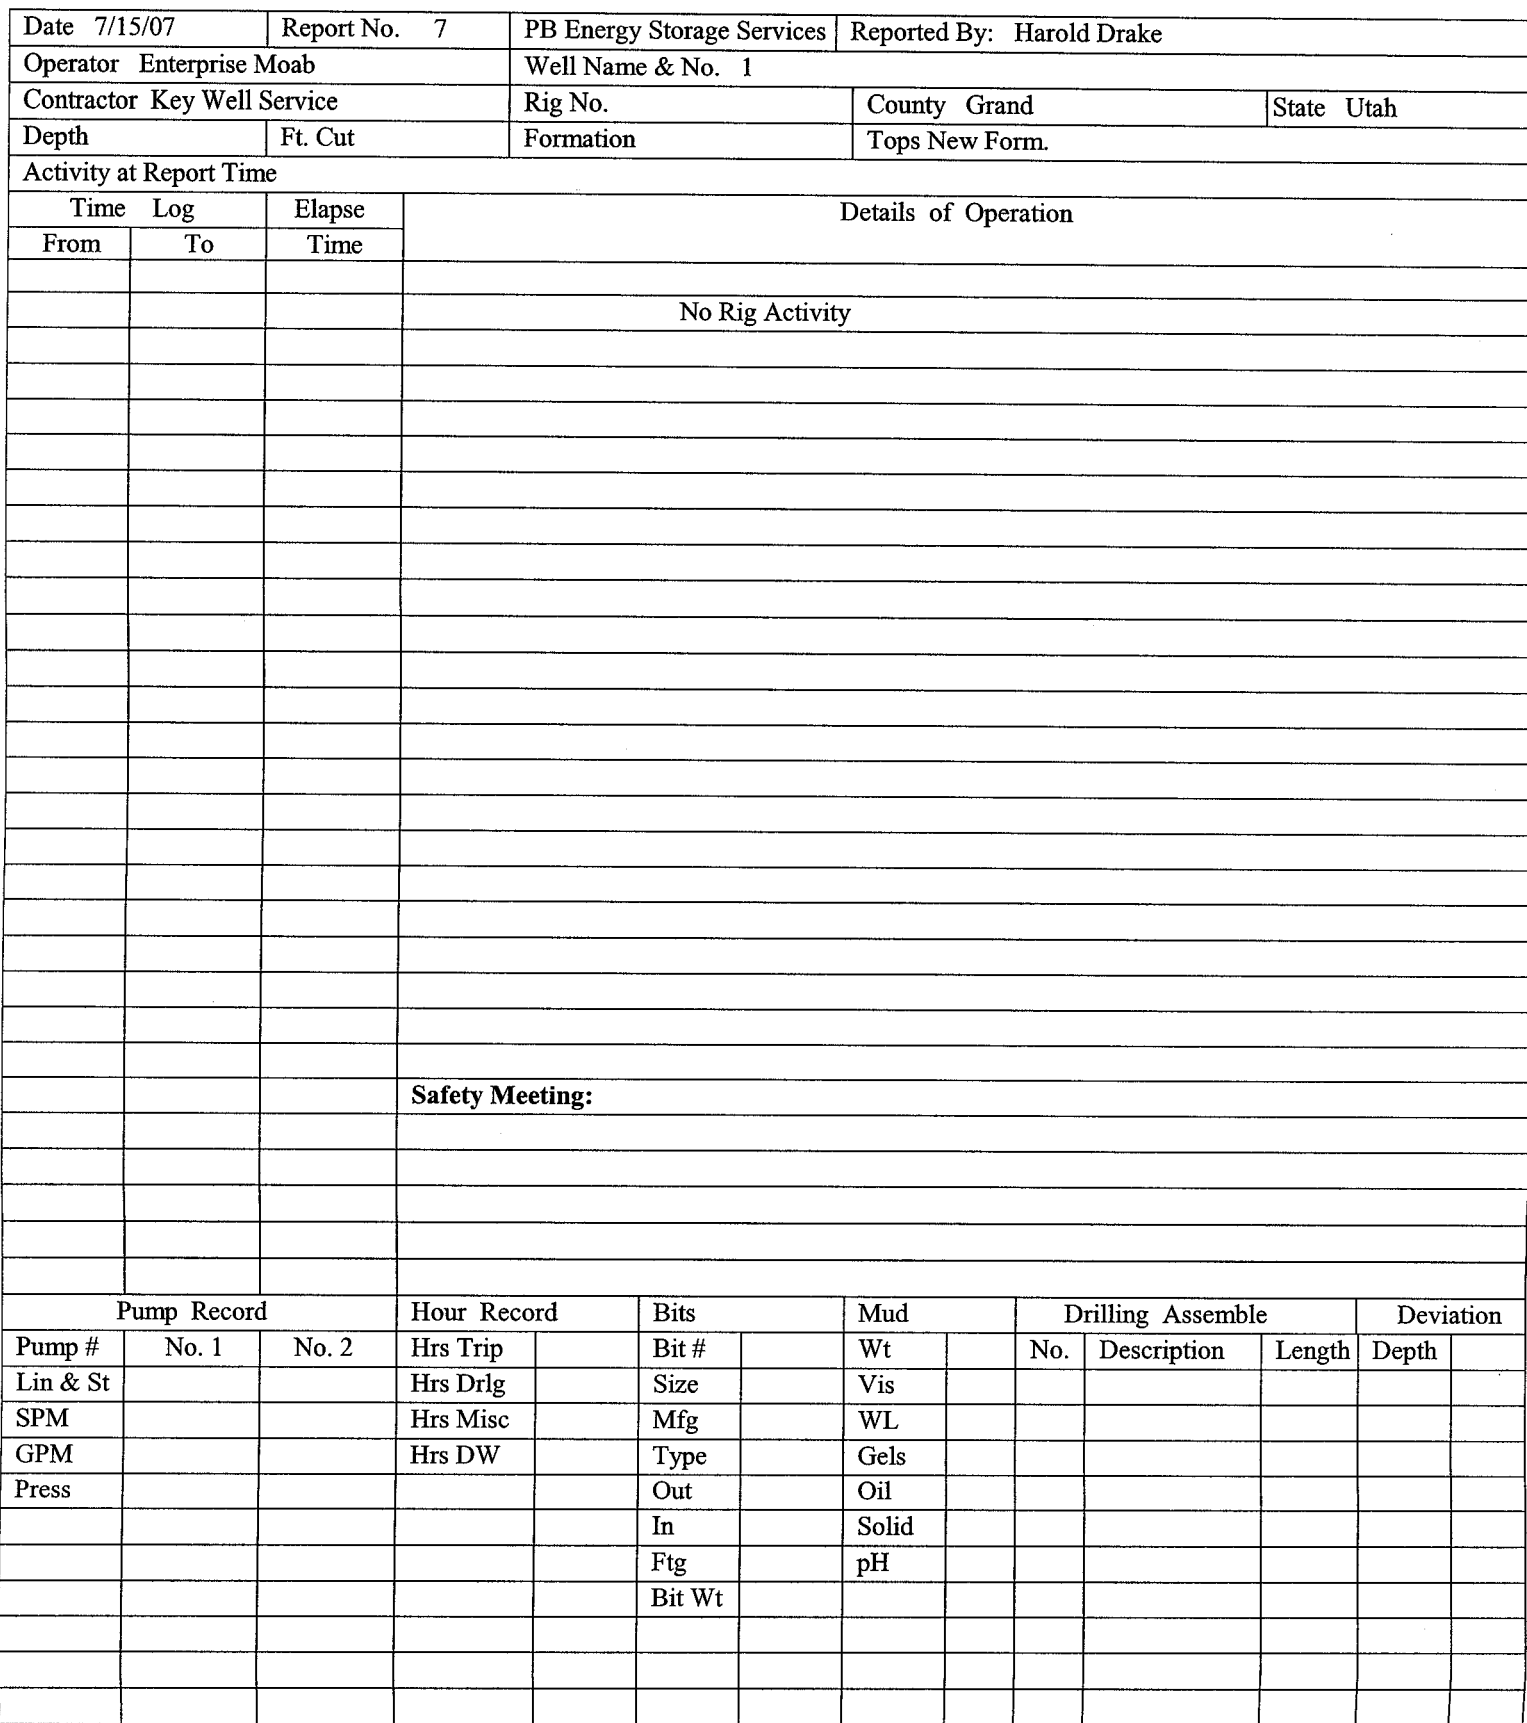 Date 7/15/07 Report No. 7 PB Energy Storage Services Reported By: Harold Drake
Operator Enterprise Moab Well Name & No. 1
Contractor Key Well Service Rig No. County Grand State Utah
Depth Ft. Cut Formation Tops New Form.
Activity at Report Time
Time Log Elapse Details of Operation
From To Time
No Rig Activity
Safety Meeting:
Pump Record Hour Record Bits Mud Drilling Assemble Deviation
Pump # No. 1 No. 2 Hrs Trip Bit # Wt No. Description Length Depth
Lin & St Hrs Drlg Size Vis
SPM Hrs Misc Mfg WL
GPM Hrs DW Type Gels
Press Out Oil
In Solid
Ftg pH
Bit Wt